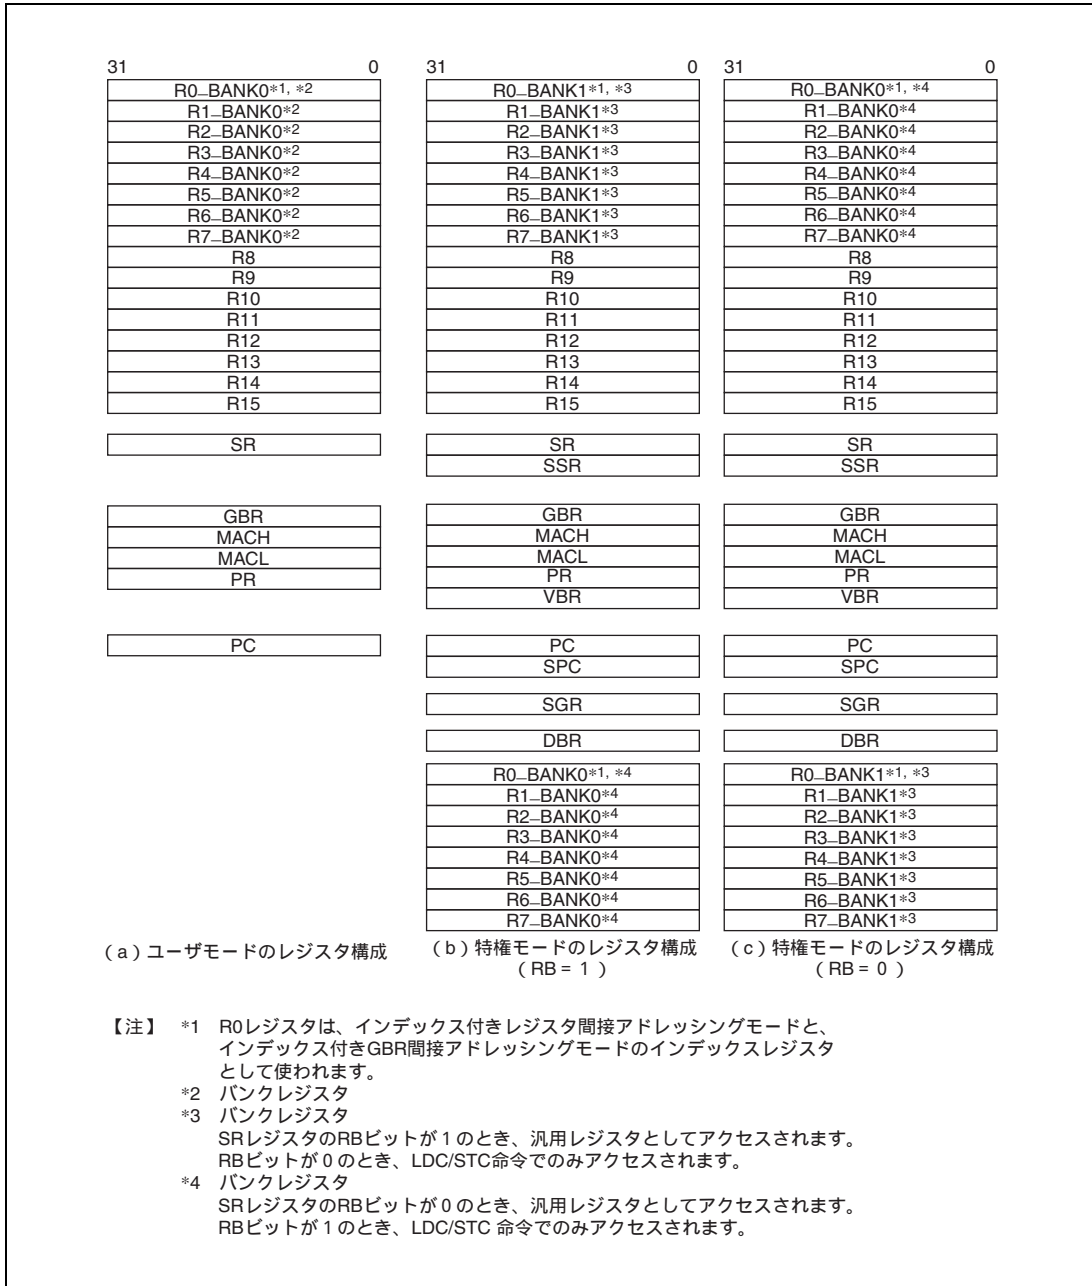 31 0
R0_BANK0*1, *2
R1_BANK0*2
R2_BANK0*2
R3_BANK0*2
R4_BANK0*2
R5_BANK0*2
R6_BANK0*2
R7_BANK0*2
R8
R9
R10
R11
R12
R13
R14
R15
SR
GBR
MACH
MACL
PR
PC
(a)ユーザモードのレジスタ構成
31 0
R0_BANK1*1, *3
R1_BANK1*3
R2_BANK1*3
R3_BANK1*3
R4_BANK1*3
R5_BANK1*3
R6_BANK1*3
R7_BANK1*3
R8
R9
R10
R11
R12
R13
R14
R15
SR
SSR
GBR
MACH
MACL
PR
VBR
PC
SPC
SGR
DBR
R0_BANK0*1, *4
R1_BANK0*4
R2_BANK0*4
R3_BANK0*4
R4_BANK0*4
R5_BANK0*4
R6_BANK0*4
R7_BANK0*4
(b)特権モードのレジスタ構成
(RB = 1 )
31 0
R0_BANK0*1, *4
R1_BANK0*4
R2_BANK0*4
R3_BANK0*4
R4_BANK0*4
R5_BANK0*4
R6_BANK0*4
R7_BANK0*4
R8
R9
R10
R11
R12
R13
R14
R15
SR
SSR
GBR
MACH
MACL
PR
VBR
PC
SPC
SGR
DBR
R0_BANK1*1, *3
R1_BANK1*3
R2_BANK1*3
R3_BANK1*3
R4_BANK1*3
R5_BANK1*3
R6_BANK1*3
R7_BANK1*3
(c)特権モードのレジスタ構成
(RB = 0 )
【注】 *1 R0レジスタは、インデックス付きレジスタ間接アドレッシングモードと、
インデックス付きGBR間接アドレッシングモードのインデックスレジスタ
として使われます。
*2 バンクレジスタ
*3 バンクレジスタ
SRレジスタのRBビットが1のとき、汎用レジスタとしてアクセスされます。
RBビットが0のとき、LDC/STC命令でのみアクセスされます。
*4 バンクレジスタ
SRレジスタのRBビットが0のとき、汎用レジスタとしてアクセスされます。
RBビットが1のとき、LDC/STC 命令でのみアクセスされます。